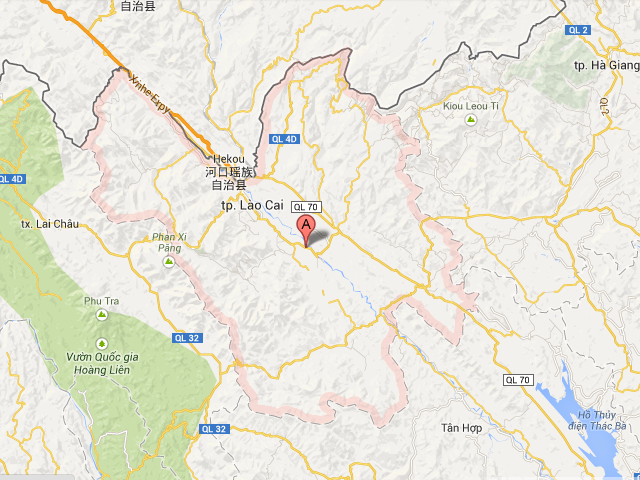 自治县
QL 2
tp. Hà Giang
QL2
Xinhe Expy
Kiou Leou Ti
QL 4D
Hekou
河口瑶族
自治县
QL 4D
tp. Lào Cai
QL 70
A
tx. Lai Châu
Phan Xi
Păng
Phu Tra
QL 32
Vườn Quốc gia
Hoàng Liên
QL 70
Hồ Thủy
điện Thác Bà
QL 32
Tân Hợp